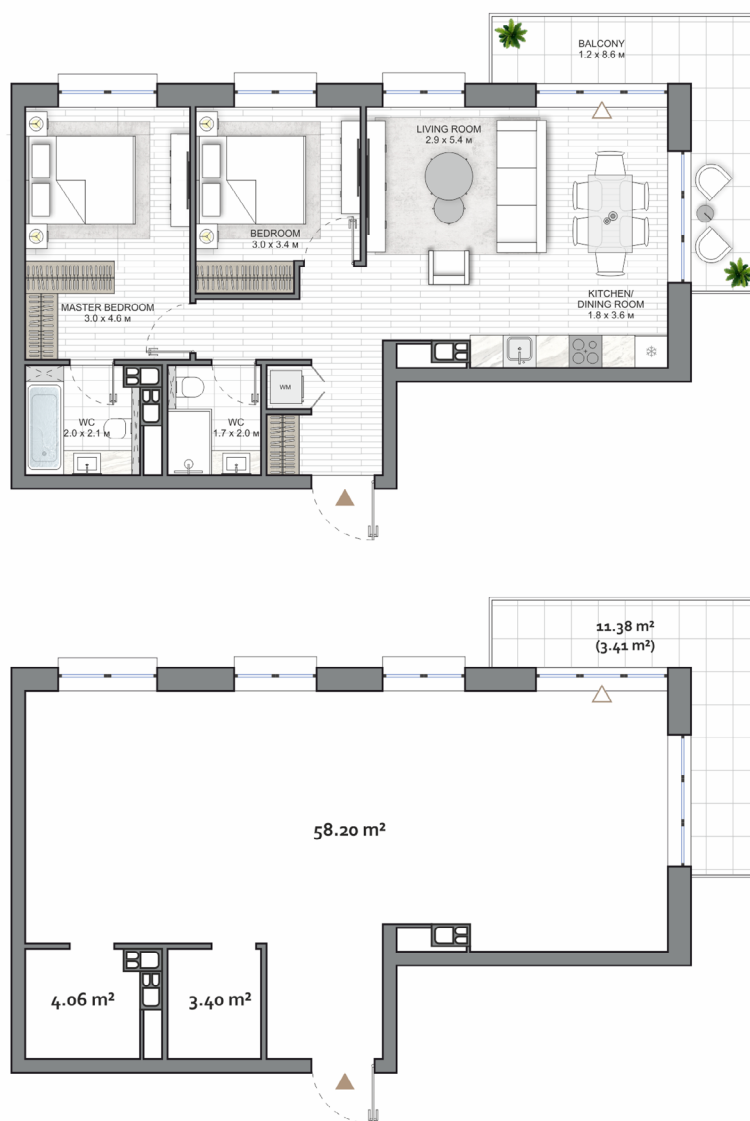 BALCONY
1.2 x 8.6 м
LIVING ROOM
2.9 x 5.4 м
BEDROOM
3.0 x 3.4 м
MASTER BEDROOM
3.0 x 4.6 м
KITCHEN/
DINING ROOM
1.8 x 3.6 м
WM
WC
2.0 x 2.1 м
WC
1.7 x 2.0 м
11.38 m²
(3.41 m²)
58.20 m²
4.06 m²
3.40 m²